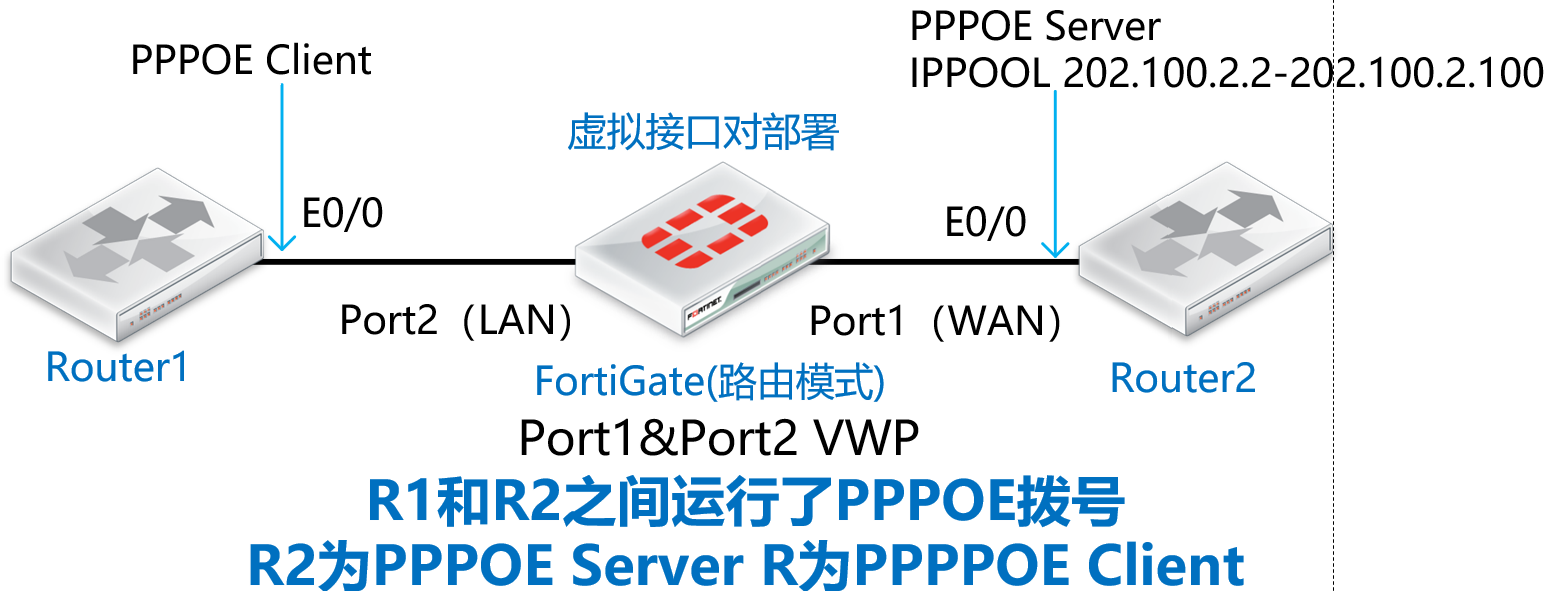 PPPOE Server
IPPOOL 202.100.2.2-202.100.2.100
PPPOE Client
虚拟接口对部署
E0/0
E0/0
FORTINET
Port2（LAN）
Port1（WAN）
Router1
FortiGate(路由模式)
Router2
Port1&Port2 VWP
R1和R2之间运行了PPPOE拨号
R2为PPPOE Server R为PPPPOE Client